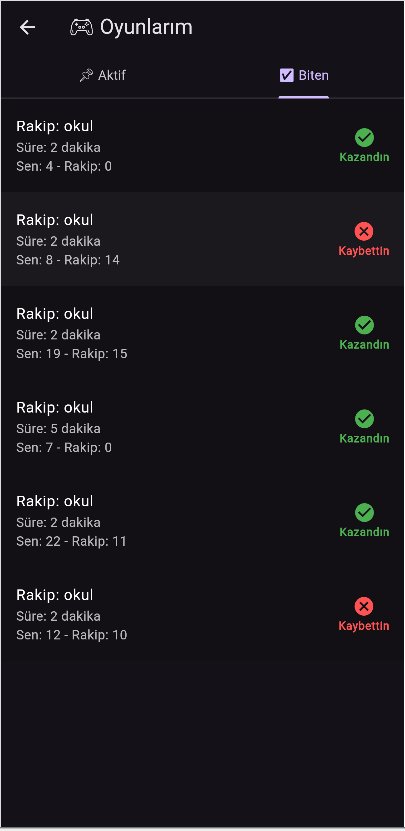 Oyunlarım
Aktif
Biten
Rakip: okul
Süre: 2 dakika
Sen: 4 - Rakip: 0
Kazandın
Rakip: okul
Süre: 2 dakika
Sen: 8 - Rakip: 14
Kaybettin
Rakip: okul
Süre: 2 dakika
Sen: 19 - Rakip: 15
Kazandın
Rakip: okul
Süre: 5 dakika
Sen: 7 - Rakip: 0
Kazandın
Rakip: okul
Süre: 2 dakika
Sen: 22 - Rakip: 11
Kazandın
Rakip: okul
Süre: 2 dakika
Sen: 12 - Rakip: 10
Kaybettin